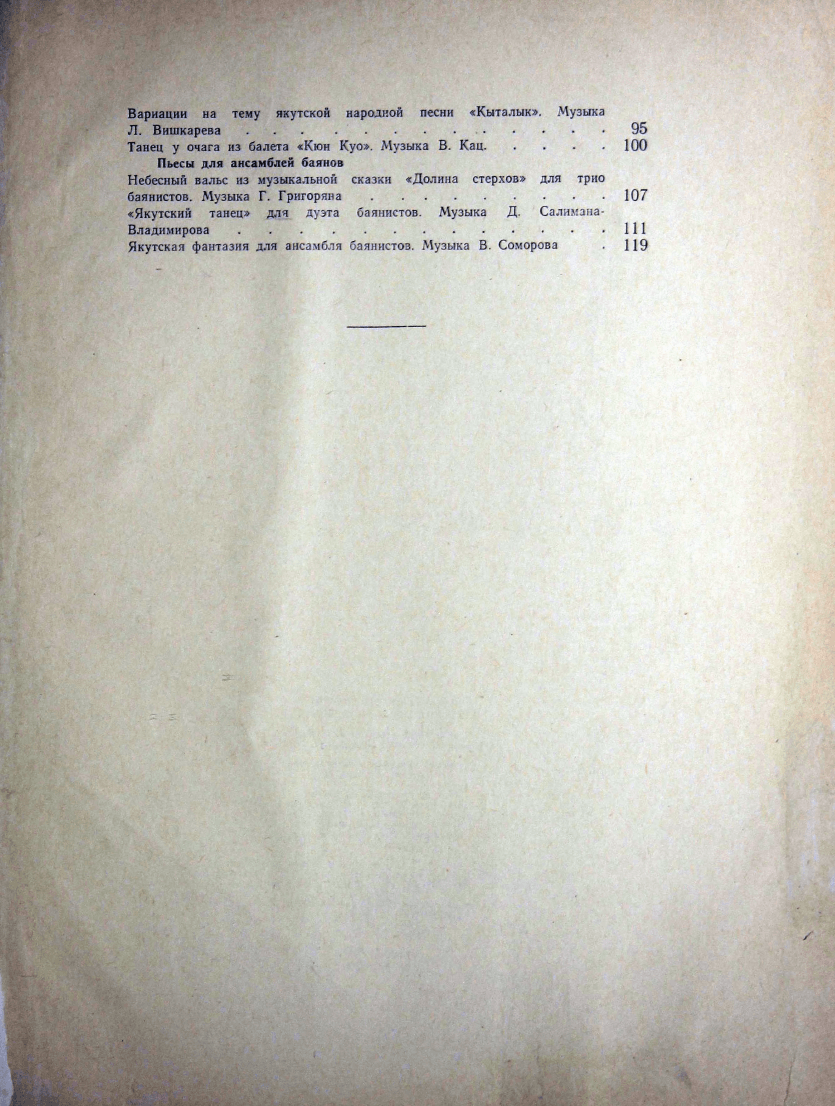 Вариации на тему якутской народной песни «Кыталык». Музыка
Л. Вишкарева . . . . . . . . . . . . . 95
Танец у очага из балета «Кюн Куо». Музыка В. Кац. . . . . 100
Пьесы для ансамблей баянов
Небесный вальс из музыкальной сказки «Долина стерхов» для трио
баянистов. Музыка Г. Григоряна . . . . . . . . . 107
«Якутский танец» для дуэта баянистов. Музыка Д. Салимана-
Владимирова . . . . . . . . . . . . . 111
Якутская фантазия для ансамбля баянистов. Музыка В. Соморова . 119